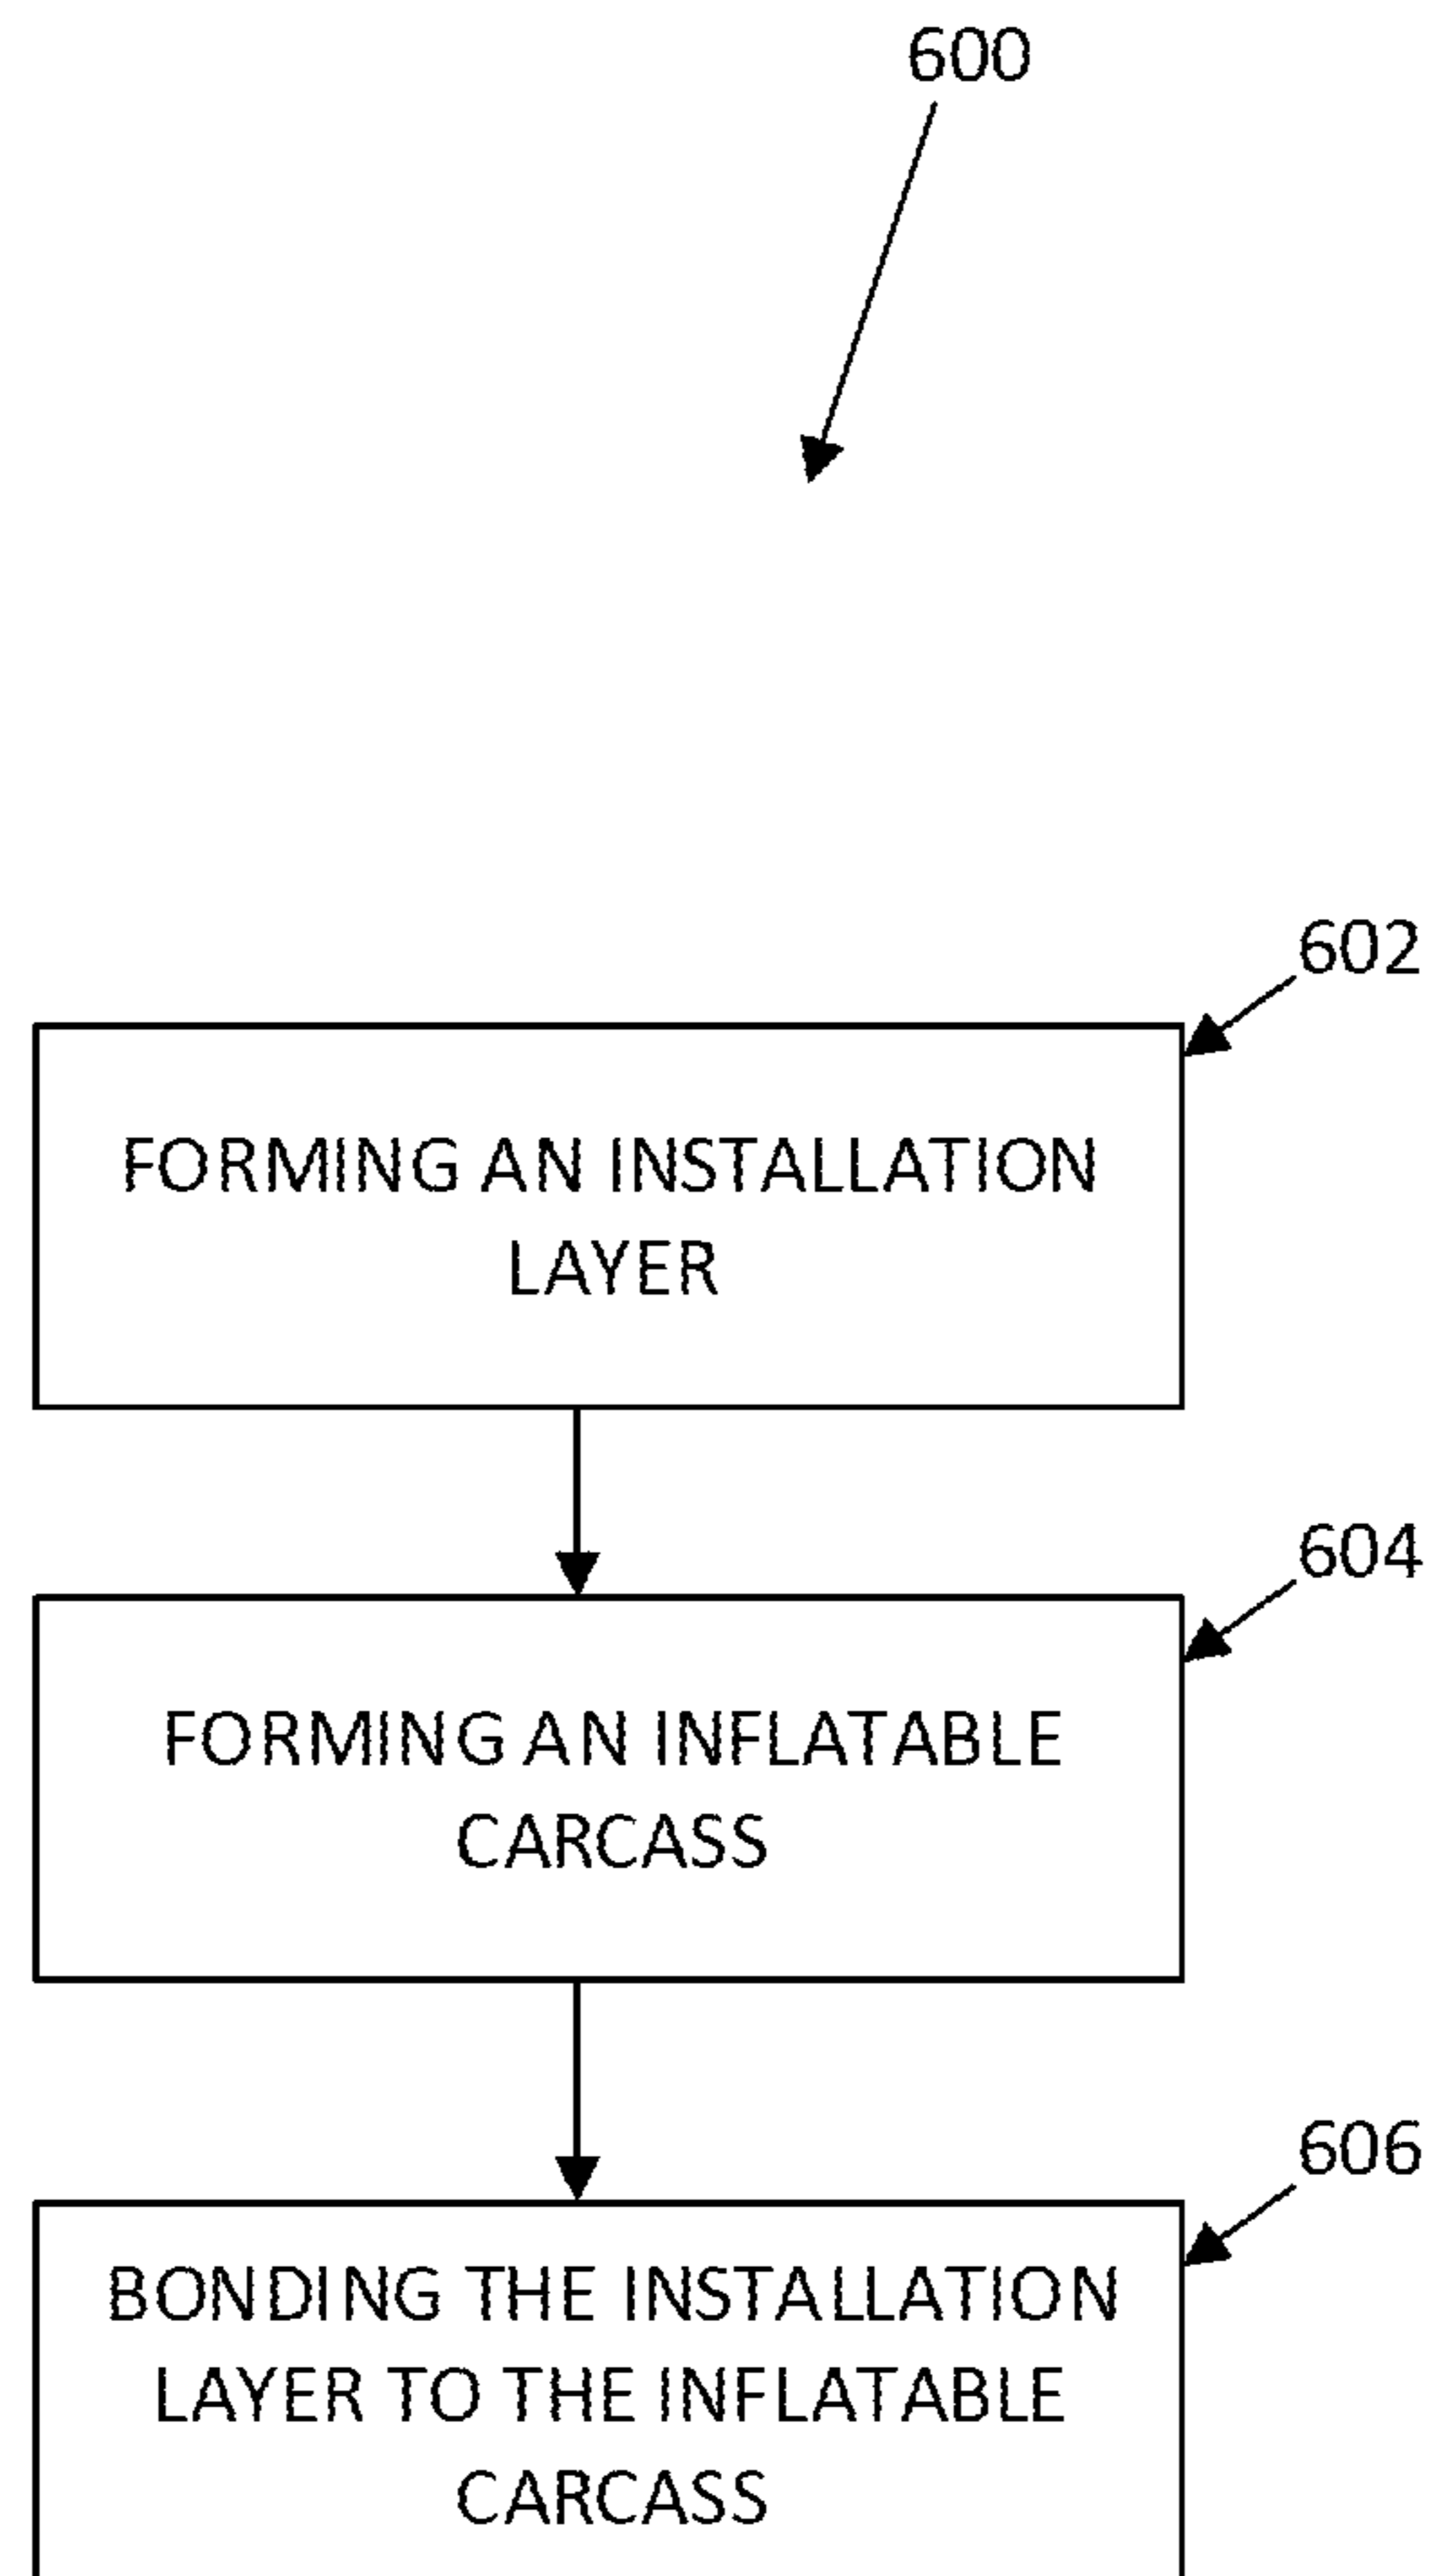 600
602
FORMING AN INSTALLATION
LAYER
604
FORMING AN INFLATABLE
CARCASS
606
BONDING THE INSTALLATION
LAYER TO THE INFLATABLE
CARCASS